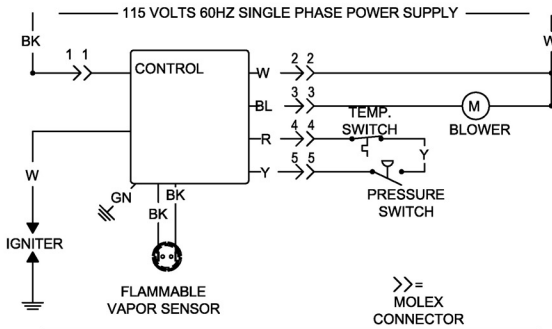 115 VOLTS 60HZ SINGLE PHASE POWER SUPPLY
BK
W
1 1
CONTROL
W
2 2
BL
3 3
M
BLOWER
TEMP.
SWITCH
R
4 4
Y
Y
5 5
PRESSURE
SWITCH
W
GN
BK
BK
IGNITER
FLAMMABLE
VAPOR SENSOR
>>=
MOLEX
CONNECTOR